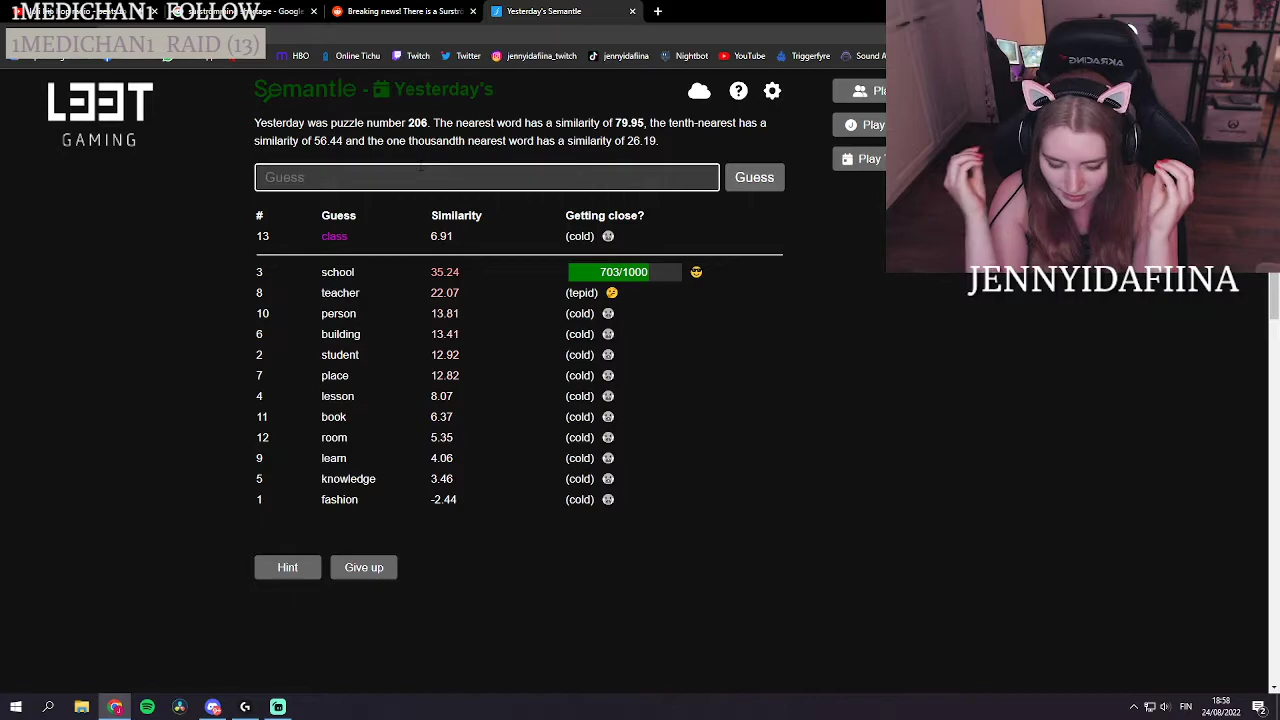 1MEDICHAN1 FOLLOW
1MEDICHAN1 RAID (13)
Breaking news! There is a Surpri
Yesterday's Semantle
HBO
Online Tichu
Twitch
Twitter
jennyidafiina_twitch
jennyidafiina
Nightbot
YouTube
Triggerfyre
Sound A
L33T
GAMING
Semantle - Yesterday's
Yesterday was puzzle number 206. The nearest word has a similarity of 79.95, the tenth-nearest has a
similarity of 56.44 and the one thousandth nearest word has a similarity of 26.19.
Guess
Guess
# Guess Similarity Getting close?
13 class 6.91 (cold)
3 school 35.24 703/1000
8 teacher 22.07 (tepid)
10 person 13.81 (cold)
6 building 13.41 (cold)
2 student 12.92 (cold)
7 place 12.82 (cold)
4 lesson 8.07 (cold)
11 book 6.37 (cold)
12 room 5.35 (cold)
9 learn 4.06 (cold)
5 knowledge 3.46 (cold)
1 fashion -2.44 (cold)
Hint
Give up
Pla
Play
Play
AKRACING
JENNYIDAFIINA
FIN
18:58
24/08/2022